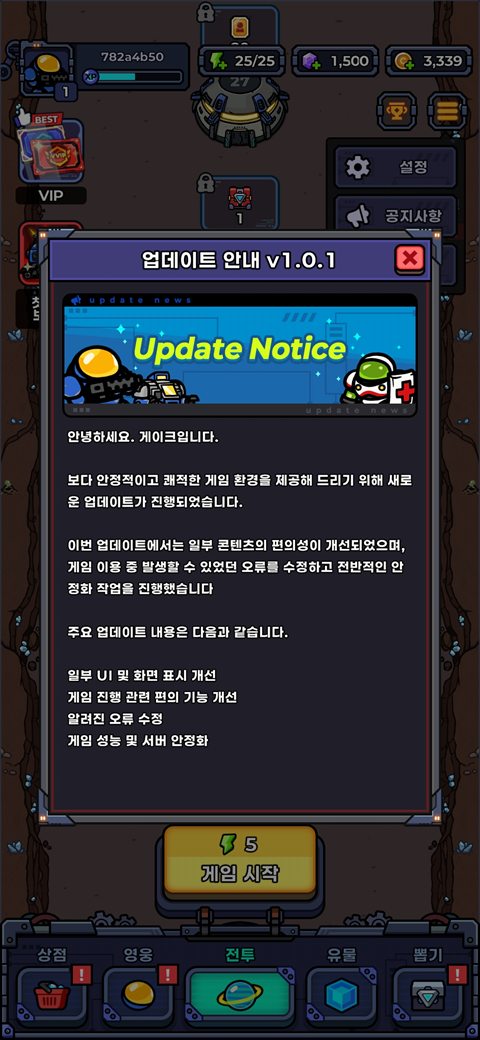 782a4b50
25/25
1,500
3,339
XP
1
27
BEST
VIP
VIP
1
설정
공지사항
업데이트 안내 v1.0.1
update news
Update Notice
update news
안녕하세요. 게이크입니다.
보다 안정적이고 쾌적한 게임 환경을 제공해 드리기 위해 새로
운 업데이트가 진행되었습니다.
이번 업데이트에서는 일부 콘텐츠의 편의성이 개선되었으며,
게임 이용 중 발생할 수 있었던 오류를 수정하고 전반적인 안
정화 작업을 진행했습니다
주요 업데이트 내용은 다음과 같습니다.
일부 UI 및 화면 표시 개선
게임 진행 관련 편의 기능 개선
알려진 오류 수정
게임 성능 및 서버 안정화
5
게임 시작
상점
영웅
전투
유물
뽑기